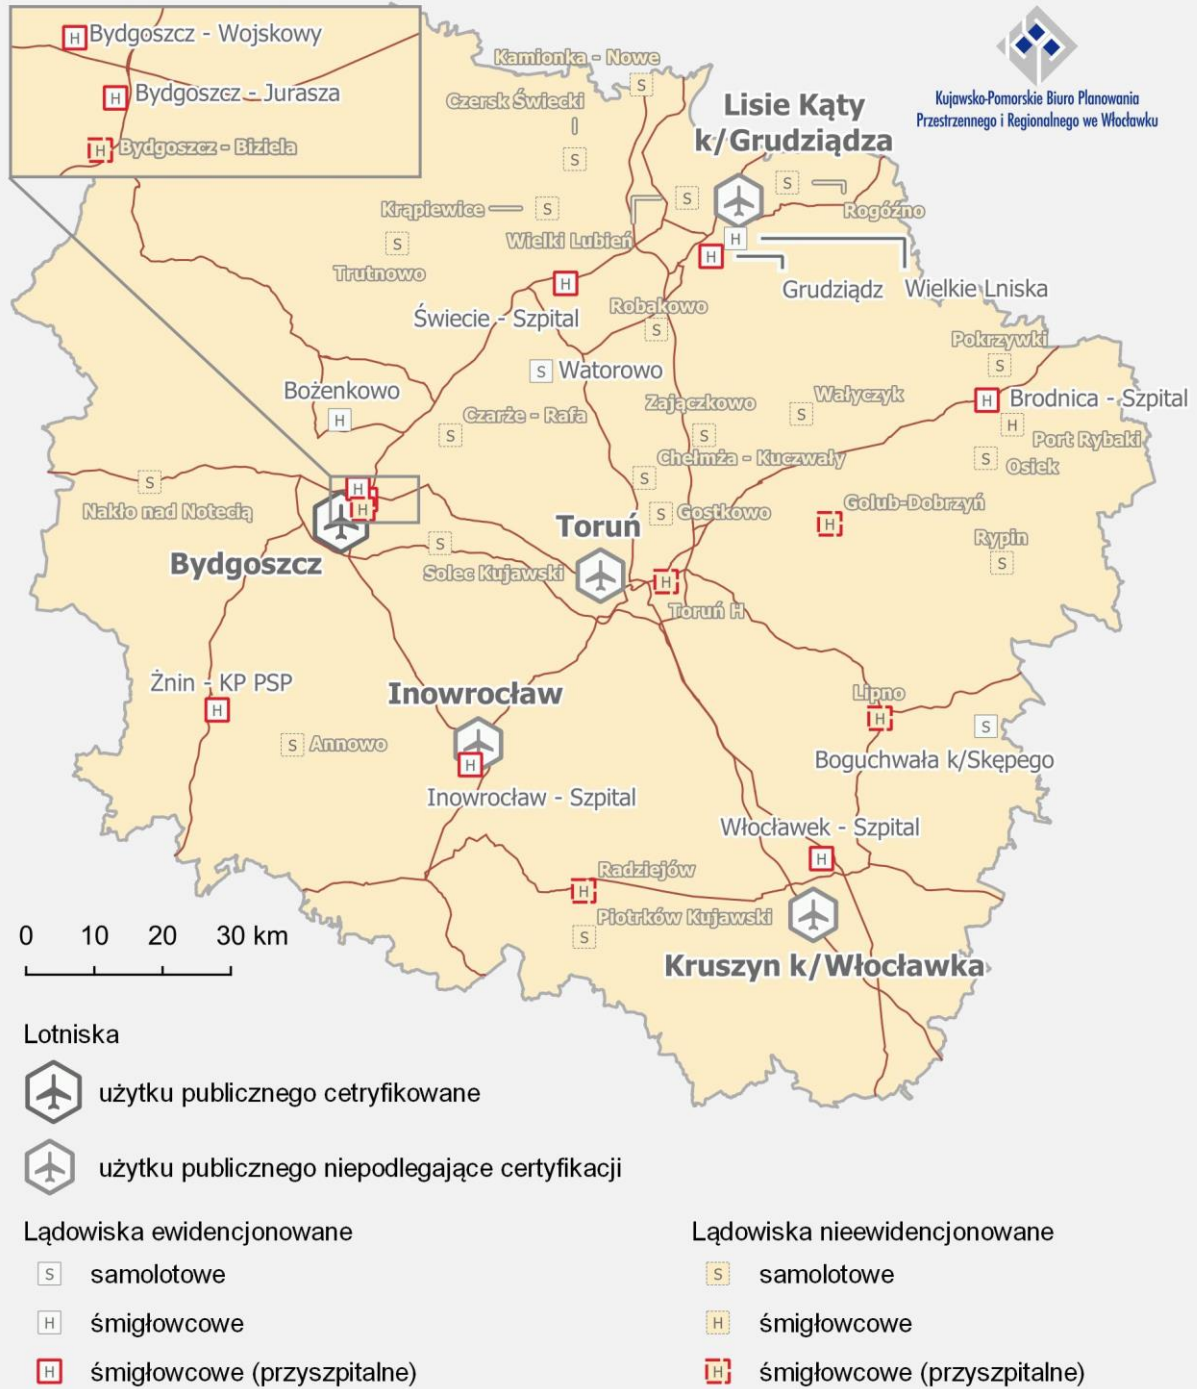 H Bydgoszcz - Wojskowy
H Bydgoszcz - Jurasza
H Bydgoszcz - Biziela
Kujawsko-Pomorskie Biuro Planowania
Przestrzennego i Regionalnego we Włocławku
Kamionka - Nowe
S
Czersk Świecki
S
Lisie Kąty
k/Grudziądza
Krąpiewice
S
S
S
Rogóźno
Wielki Lubień
S
Trutnowo
H
H
Grudziądz
Wielkie Lniska
H
Świecie - Szpital
Robakowo
S
Pokrzywki
S
S Watorowo
Bożenkowo
H
Czarże - Rafa
S
Zajączkowo
S
Wałyczyk
S
H Brodnica - Szpital
H
Port Rybaki
S
Osiek
Chełmża - Kuczwały
S
S
Nakło nad Notecią
H
H
Bydgoszcz
S Gostkowo
Golub-Dobrzyń
H
Toruń
S
Solec Kujawski
Rypin
S
H
Toruń H
Żnin - KP PSP
H
Inowrocław
Lipno
H
S
Boguchwała k/Skępego
S Annowo
H
Inowrocław - Szpital
Włocławek - Szpital
H
Radziejów
H
Piotrków Kujawski
S
Kruszyn k/Włocławka
0 10 20 30 km
Lotniska
użytku publicznego cetryfikowane
użytku publicznego niepodlegające certyfikacji
Lądowiska ewidencjonowane
S samolotowe
H śmigłowcowe
H śmigłowcowe (przyszpitalne)
Lądowiska nieewidencjonowane
S samolotowe
H śmigłowcowe
H śmigłowcowe (przyszpitalne)